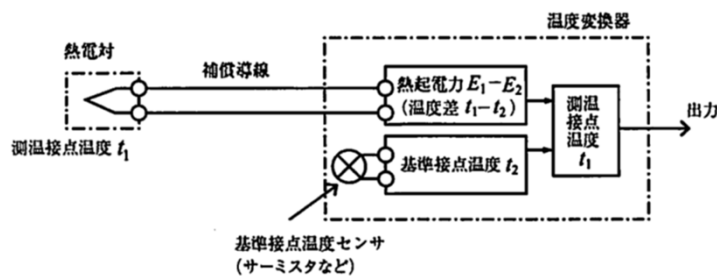 温度変換器
熱電対
補償導線
熱起電力 E₁−E₂
(温度差 t₁−t₂)
測温
接点
温度
t₁
出力
測温接点温度 t₁
基準接点温度 t₂
基準接点温度センサ
(サーミスタなど)